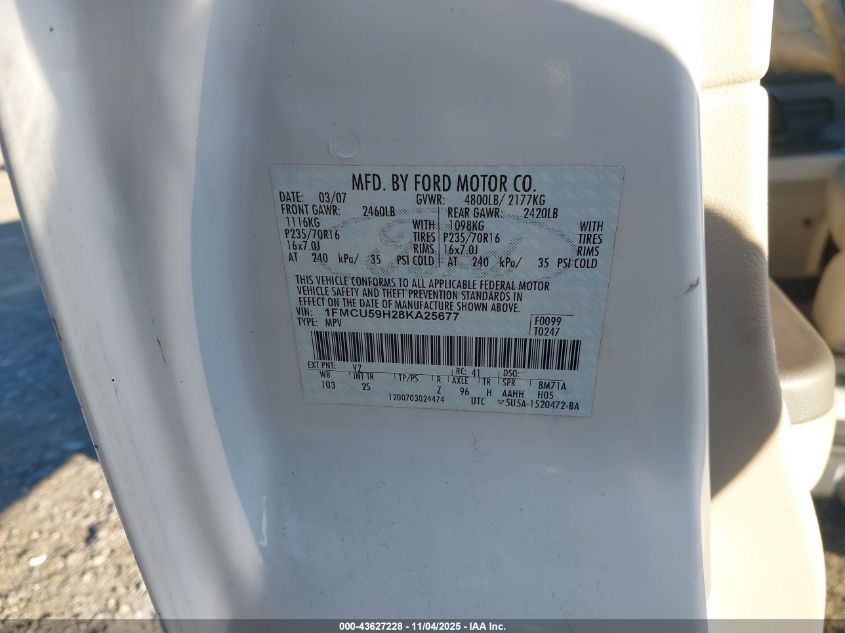 MFD. BY FORD MOTOR CO.
DATE: 03/07 GVWR: 4800LB/ 2177KG
FRONT GAWR: 2460LB REAR GAWR: 2420LB
1116KG WITH 1098KG WITH
P235/70R16 TIRES P235/70R16 TIRES
16x7.0J RIMS 16x7.0J RIMS
AT 240 kPa/ 35 PSI COLD AT 240 kPa/ 35 PSI COLD
THIS VEHICLE CONFORMS TO ALL APPLICABLE FEDERAL MOTOR
VEHICLE SAFETY AND THEFT PREVENTION STANDARDS IN
EFFECT ON THE DATE OF MANUFACTURE SHOWN ABOVE.
VIN: 1FMCU59H28KA25677 F0099
TYPE: MPV T0247
EXT PNT: YZ RC: 41 DSO:
WB INT TR TP/PS R AXLE TR SPR BM71A
103 25 Z 96 H AAHH H05
1200703024474 UTC 5U5A-1520472-BA
000-43627228 - 11/04/2025 - IAA Inc.